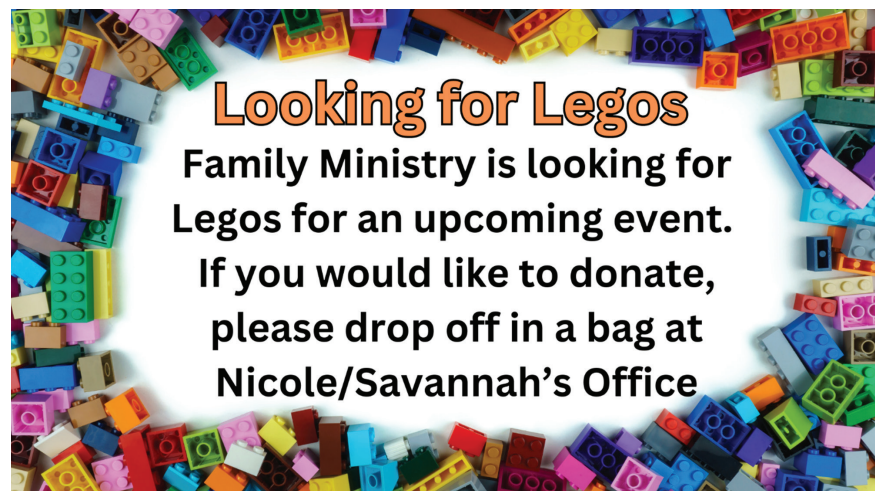 Looking for Legos
Family Ministry is looking for
Legos for an upcoming event.
If you would like to donate,
please drop off in a bag at
Nicole/Savannah’s Office